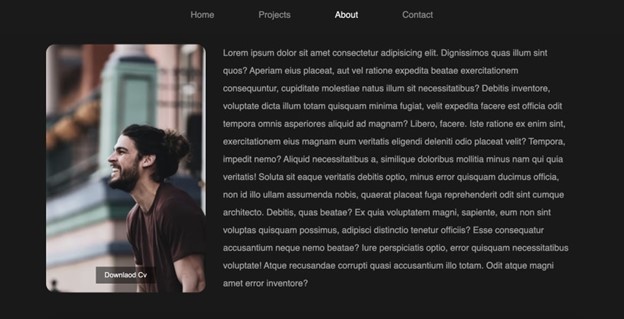 Home Projects About Contact
Lorem ipsum dolor sit amet consectetur adipisicing elit. Dignissimos quas illum sint
quos? Aperiam eius placeat, aut vel ratione expedita beatae exercitationem
consequuntur, cupiditate molestiae natus illum sit necessitatibus? Debitis inventore,
voluptate dicta illum totam quisquam minima fugiat, velit expedita facere est officia odit
tempora omnis asperiores aliquid ad magnam? Libero, facere. Iste ratione ex enim sint,
exercitationem eius magnam eum veritatis eligendi deleniti odio placeat velit? Tempora,
impedit nemo? Aliquid necessitatibus a, similique doloribus mollitia minus nam qui quia
veritatis! Soluta sit eaque veritatis debitis optio, minus error quisquam ducimus officia,
non id illo ullam assumenda nobis, quaerat placeat fuga reprehenderit odit sint cumque
architecto. Debitis, quas beatae? Ex quia voluptatem magni, sapiente, eum non sint
voluptas quisquam possimus, adipisci distinctio tenetur officiis? Esse consequatur
accusantium neque nemo beatae? Iure perspiciatis optio, error quisquam necessitatibus
voluptate! Atque recusandae corrupti quasi accusantium illo totam. Odit atque magni
amet error inventore?
Downlaod Cv